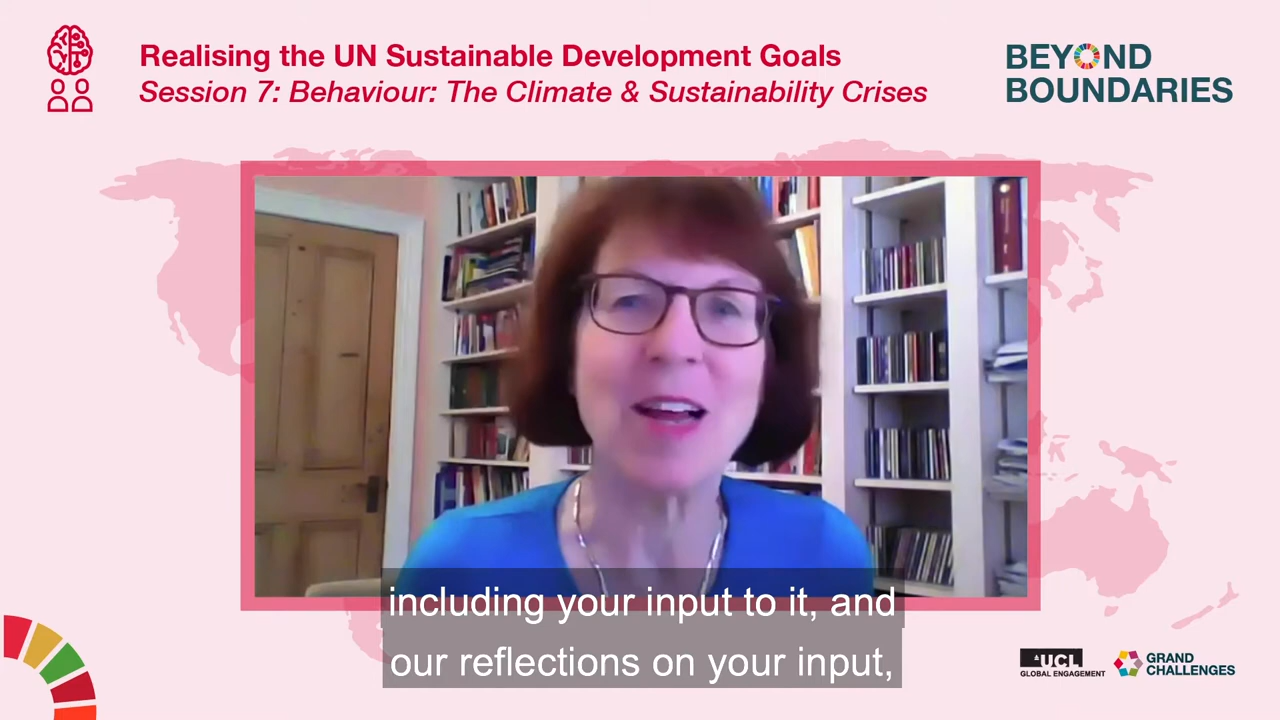 Realising the UN Sustainable Development Goals
Session 7: Behaviour: The Climate & Sustainability Crises
BEYOND
BOUNDARIES
including your input to it, and
our reflections on your input,
UCL
GLOBAL ENGAGEMENT
GRAND
CHALLENGES